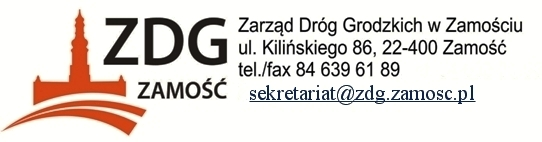 ZDG
ZAMOŚĆ
Zarząd Dróg Grodzkich w Zamościu
ul. Kilińskiego 86, 22-400 Zamość
tel./fax 84 639 61 89
sekretariat@zdg.zamosc.pl